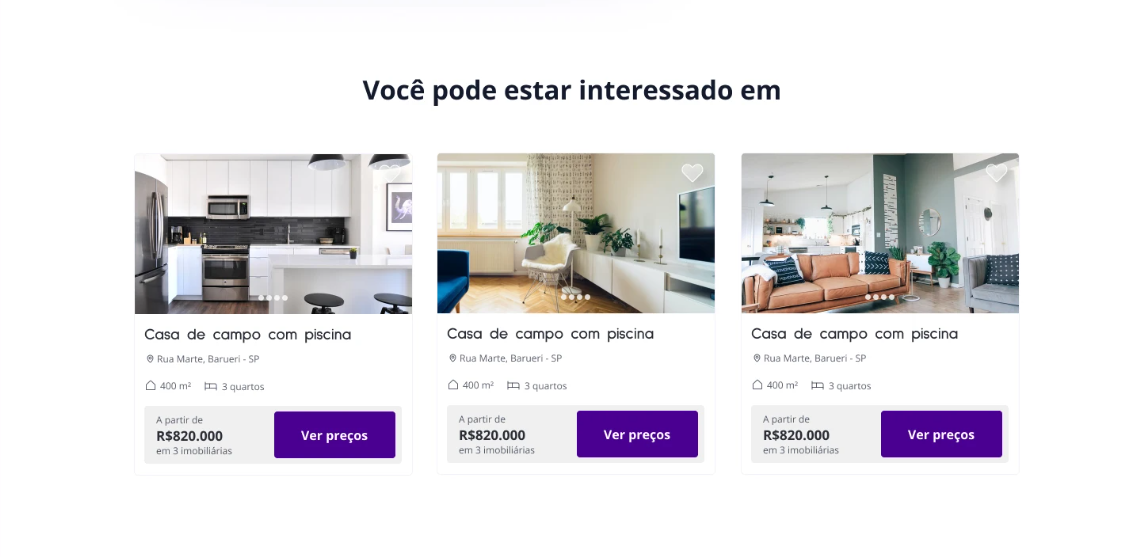 Você pode estar interessado em
Casa de campo com piscina
Rua Marte, Barueri - SP
400 m² 3 quartos
A partir de
R$820.000
em 3 imobiliárias
Ver preços
Casa de campo com piscina
Rua Marte, Barueri - SP
400 m² 3 quartos
A partir de
R$820.000
em 3 imobiliárias
Ver preços
Casa de campo com piscina
Rua Marte, Barueri - SP
400 m² 3 quartos
A partir de
R$820.000
em 3 imobiliárias
Ver preços